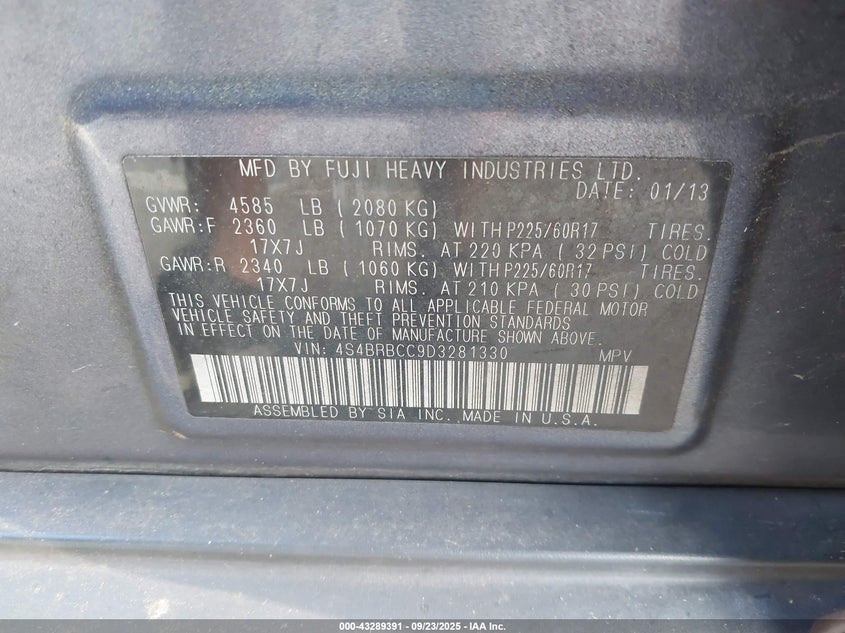 MFD BY FUJI HEAVY INDUSTRIES LTD.
DATE: 01/13
GVWR: 4585 LB ( 2080 KG)
GAWR:F 2360 LB ( 1070 KG) WITH P225/60R17 TIRES.
17X7J RIMS. AT 220 KPA ( 32 PSI) COLD
GAWR:R 2340 LB ( 1060 KG) WITH P225/60R17 TIRES.
17X7J RIMS. AT 210 KPA ( 30 PSI) COLD
THIS VEHICLE CONFORMS TO ALL APPLICABLE FEDERAL MOTOR
VEHICLE SAFETY AND THEFT PREVENTION STANDARDS
IN EFFECT ON THE DATE OF MANUFACTURE SHOWN ABOVE.
VIN: 4S4BRBCC9D3281330 MPV
ASSEMBLED BY SIA INC. MADE IN U.S.A.
000-43289391 - 09/23/2025 - IAA Inc.